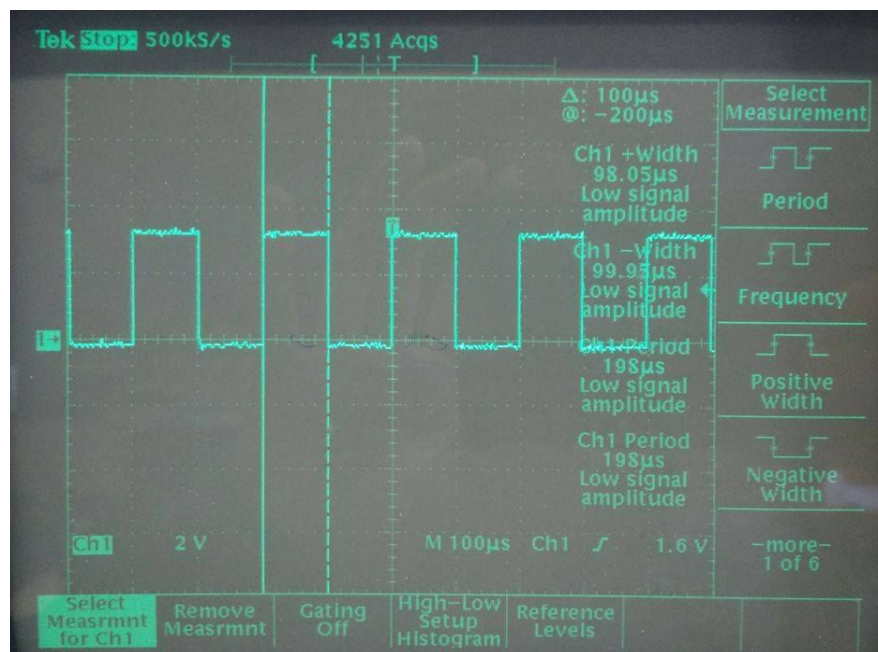 Tek Stop: 500kS/s 4251 Acqs
[ T ]
Δ: 100μs
@: −200μs
Ch1 +Width
98.05μs
Low signal
amplitude
Ch1 −Width
99.95μs
Low signal
amplitude
Ch1 Period
198μs
Low signal
amplitude
Ch1 Period
198μs
Low signal
amplitude
T
1→
Ch1 2 V M 100μs Ch1 1.6 V
Select
Measurement
Period
Frequency
Positive
Width
Negative
Width
−more−
1 of 6
Select
Measrmnt
for Ch1
Remove
Measrmnt
Gating
Off
High−Low
Setup
Histogram
Reference
Levels